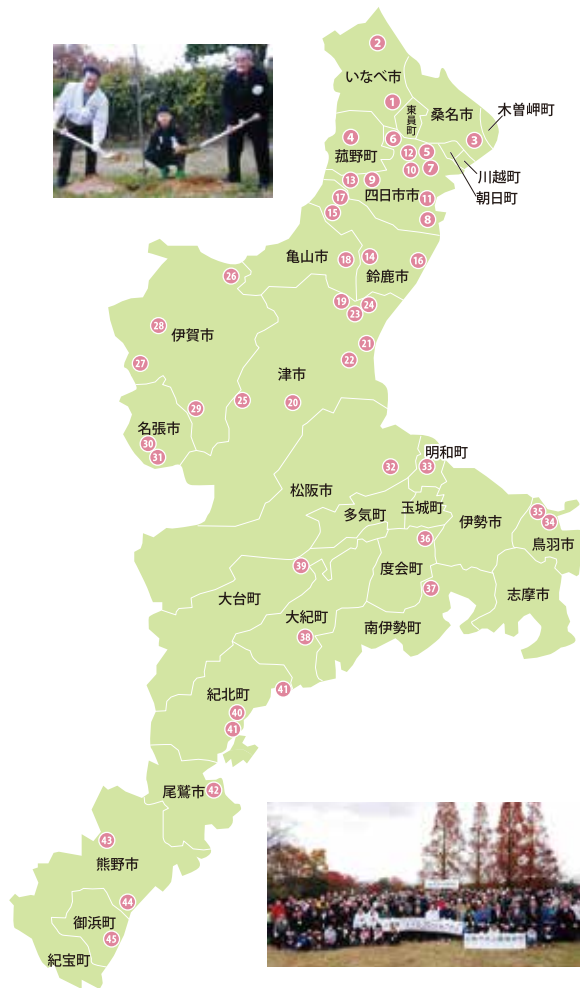 2
いなべ市
1
東員町
桑名市
木曽岬町
4
6
3
菰野町
12
5
10
7
13
9
川越町
17
四日市市
11
朝日町
15
8
亀山市
18
14
16
鈴鹿市
26
19
24
23
28
伊賀市
21
27
22
津市
29
25
20
名張市
30
31
明和町
32
33
松阪市
多気町
玉城町
伊勢市
35
34
鳥羽市
36
39
度会町
37
大台町
志摩市
大紀町
南伊勢町
38
41
紀北町
40
41
尾鷲市
42
43
熊野市
44
御浜町
45
紀宝町